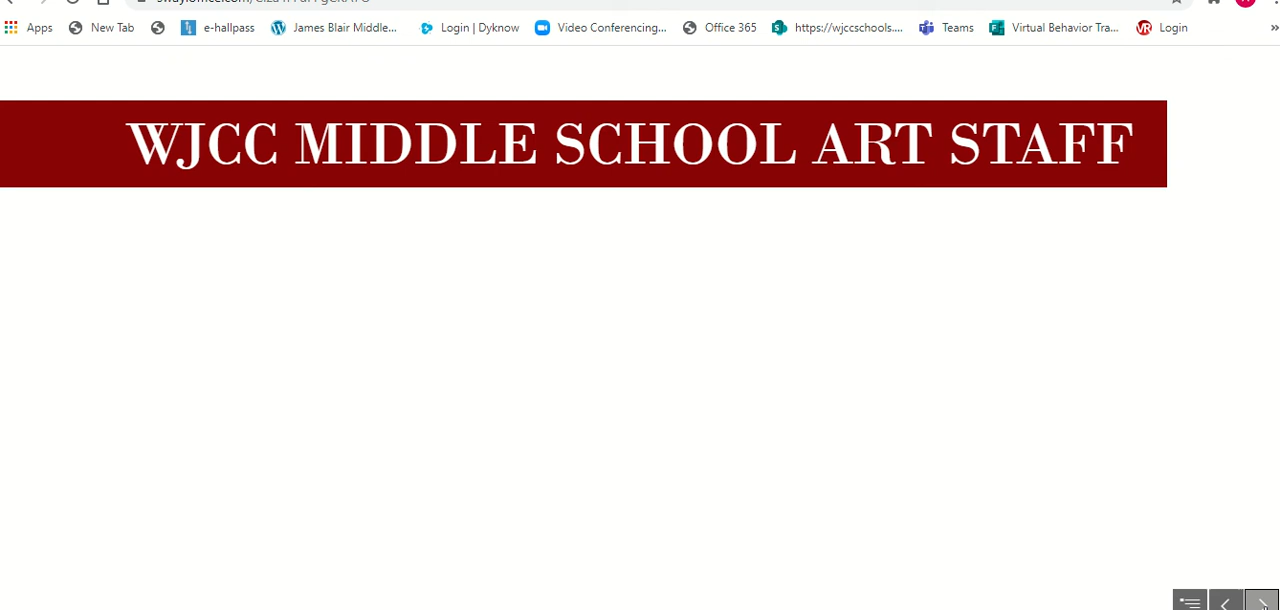 Apps New Tab e-hallpass James Blair Middle... Login | Dyknow Video Conferencing... Office 365 https://wjccschools.... Teams Virtual Behavior Tra... Login »
WJCC MIDDLE SCHOOL ART STAFF